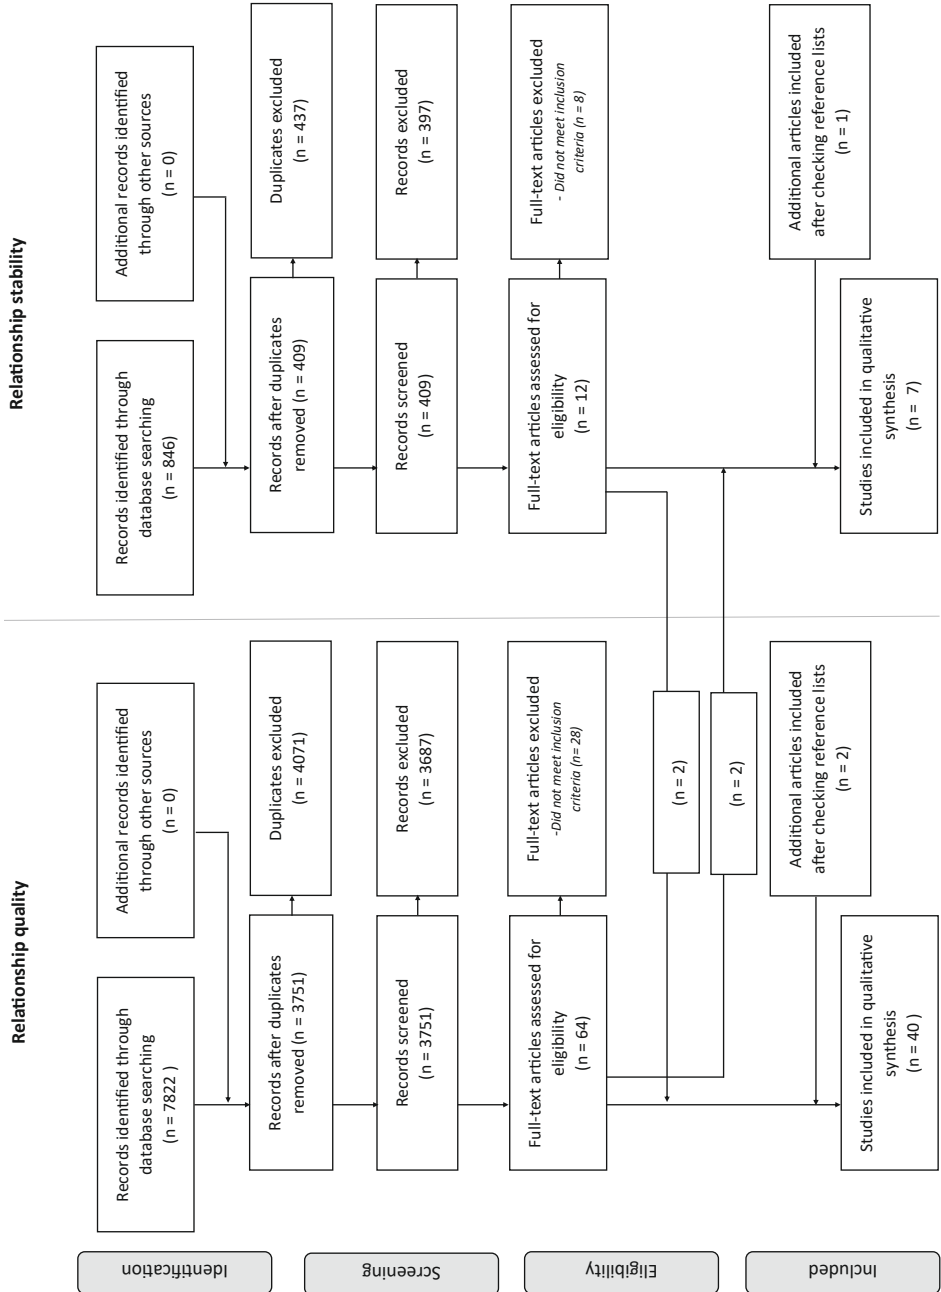 Relationship quality
Relationship stability
Identification
Records identified through
database searching
(n = 7822 )
Additional records identified
through other sources
(n = 0)
Records identified through
database searching
(n = 846)
Additional records identified
through other sources
(n = 0)
Records after duplicates
removed (n = 3751)
Duplicates excluded
(n = 4071)
Records after duplicates
removed (n = 409)
Duplicates excluded
(n = 437)
Screening
Records screened
(n = 3751)
Records excluded
(n = 3687)
Records screened
(n = 409)
Records excluded
(n = 397)
Eligibility
Full-text articles assessed for
eligibility
(n = 64)
Full-text articles excluded
-Did not meet inclusion
criteria (n= 28)
Full-text articles assessed for
eligibility
(n = 12)
Full-text articles excluded
- Did not meet inclusion
criteria (n = 8)
(n = 2)
(n = 2)
Included
Additional articles included
after checking reference lists
(n = 2)
Additional articles included
after checking reference lists
(n = 1)
Studies included in qualitative
synthesis
(n = 40 )
Studies included in qualitative
synthesis
(n =  7)